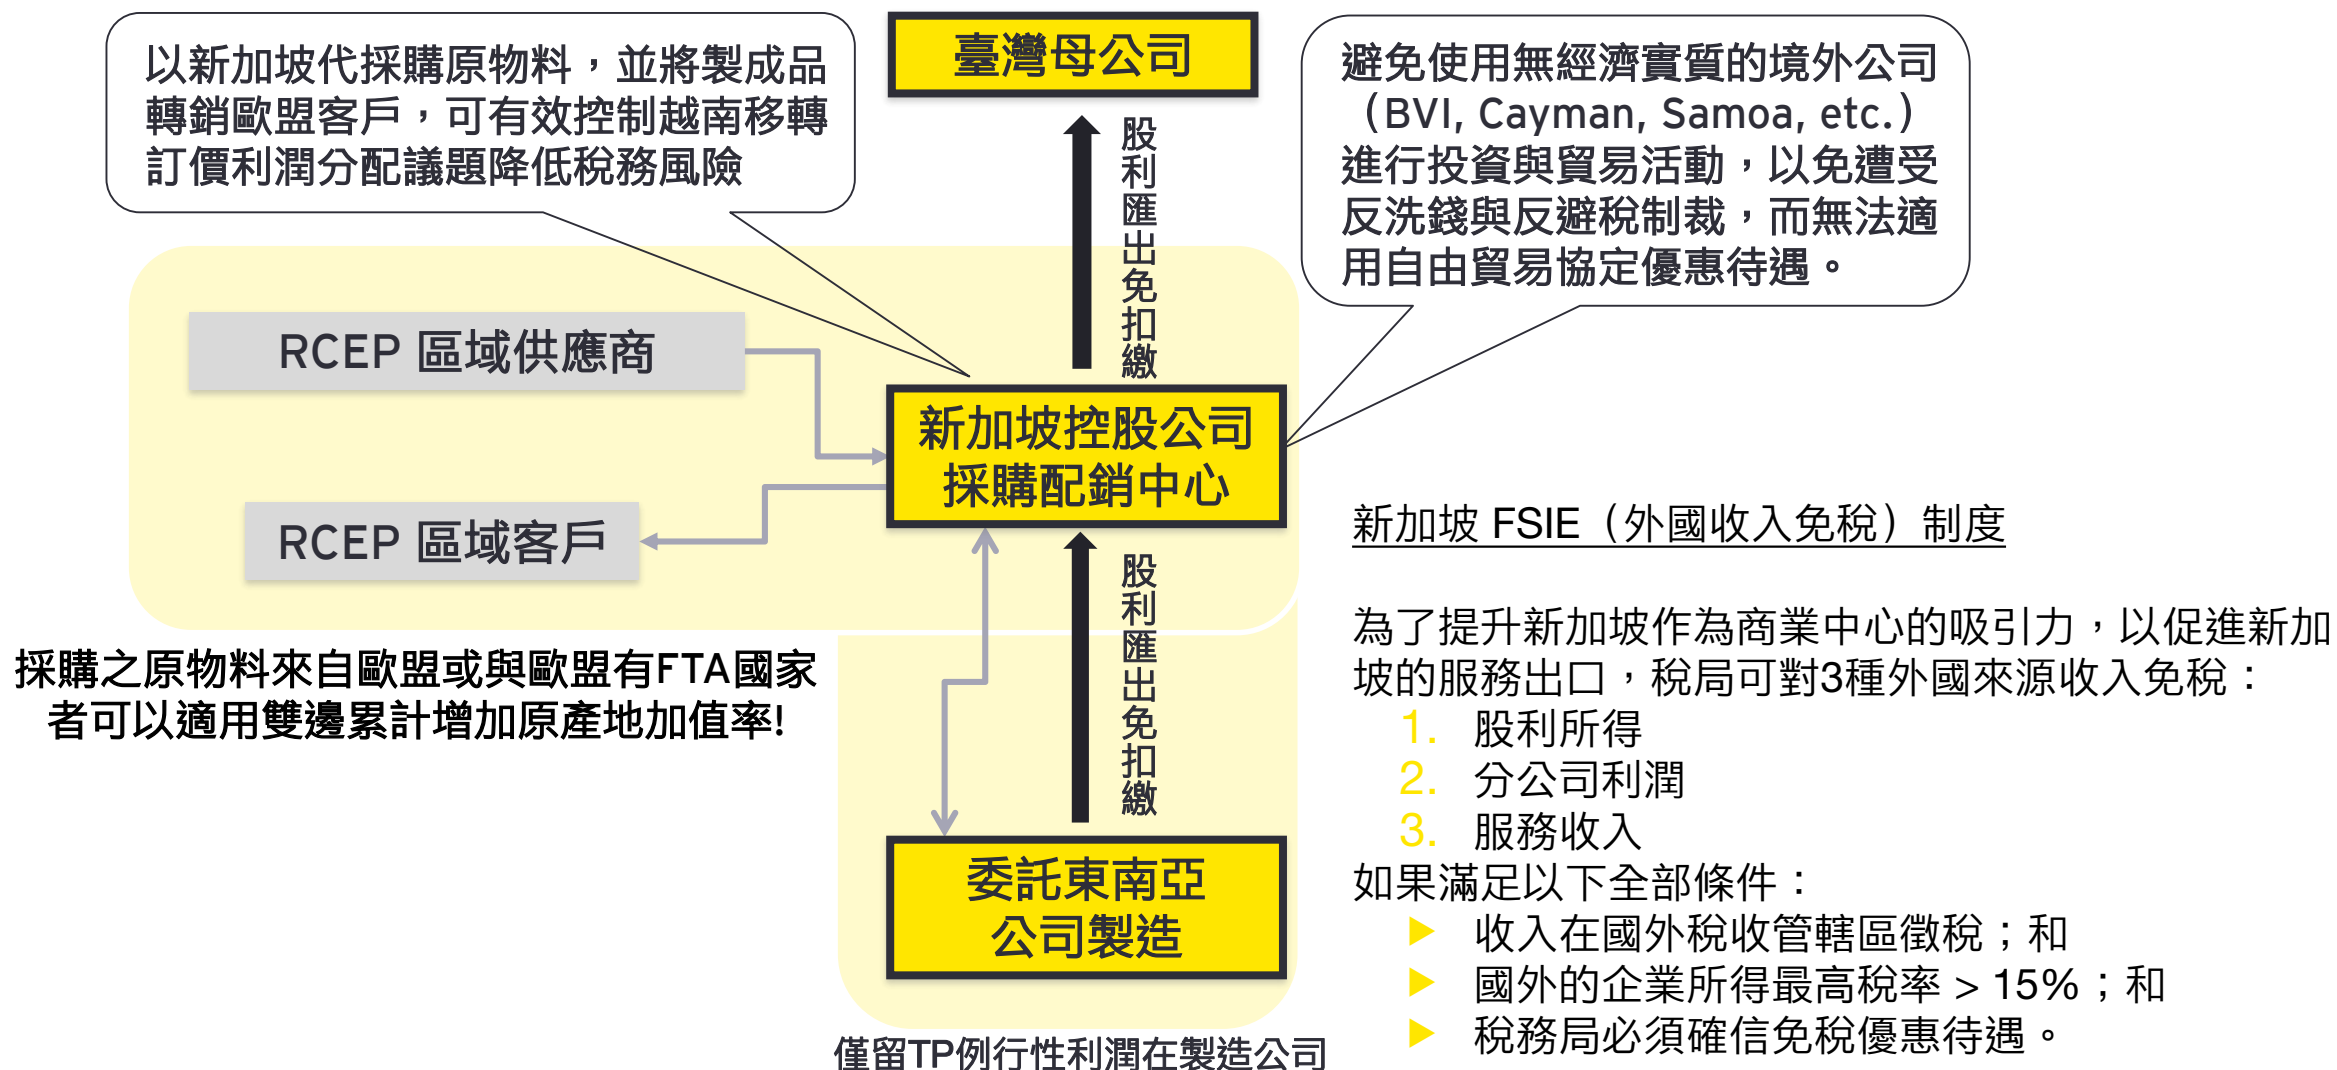 以新加坡代採購原物料，並將製成品
轉銷歐盟客戶，可有效控制越南移轉
訂價利潤分配議題降低稅務風險
臺灣母公司
避免使用無經濟實質的境外公司
（BVI, Cayman, Samoa, etc.）
進行投資與貿易活動，以免遭受
反洗錢與反避稅制裁，而無法適
用自由貿易協定優惠待遇。
股利匯出免扣繳
RCEP 區域供應商
新加坡控股公司
採購配銷中心
RCEP 區域客戶
股利匯出免扣繳
採購之原物料來自歐盟或與歐盟有FTA國家
者可以適用雙邊累計增加原產地加值率!
委託東南亞
公司製造
僅留TP例行性利潤在製造公司
新加坡 FSIE（外國收入免稅）制度
為了提升新加坡作為商業中心的吸引力，以促進新加
坡的服務出口，稅局可對3種外國來源收入免稅：
1. 股利所得
2. 分公司利潤
3. 服務收入
如果滿足以下全部條件：
收入在國外稅收管轄區徵稅；和
國外的企業所得最高稅率 > 15%；和
稅務局必須確信免稅優惠待遇。